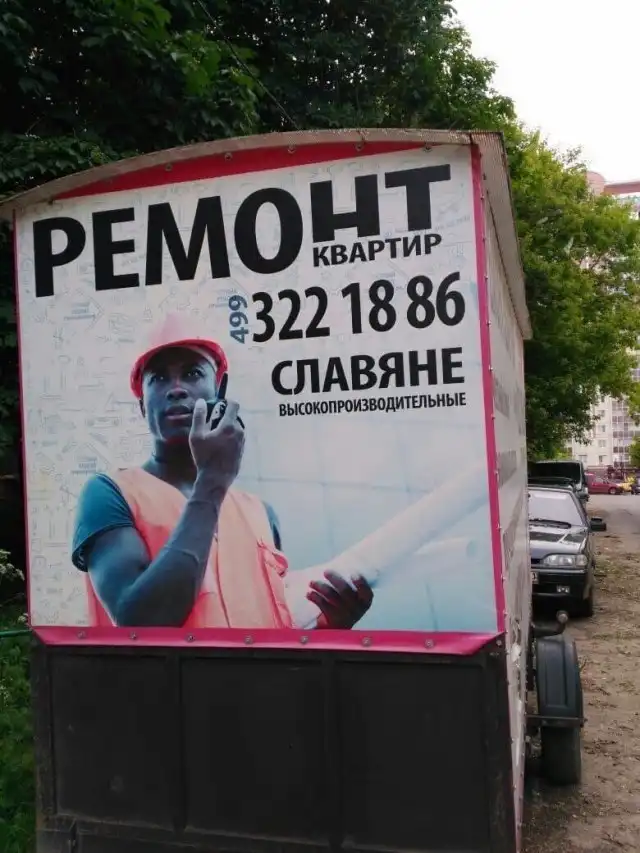 РЕМОНТ
КВАРТИР
499 322 18 86
СЛАВЯНЕ
ВЫСОКОПРОИЗВОДИТЕЛЬНЫЕ